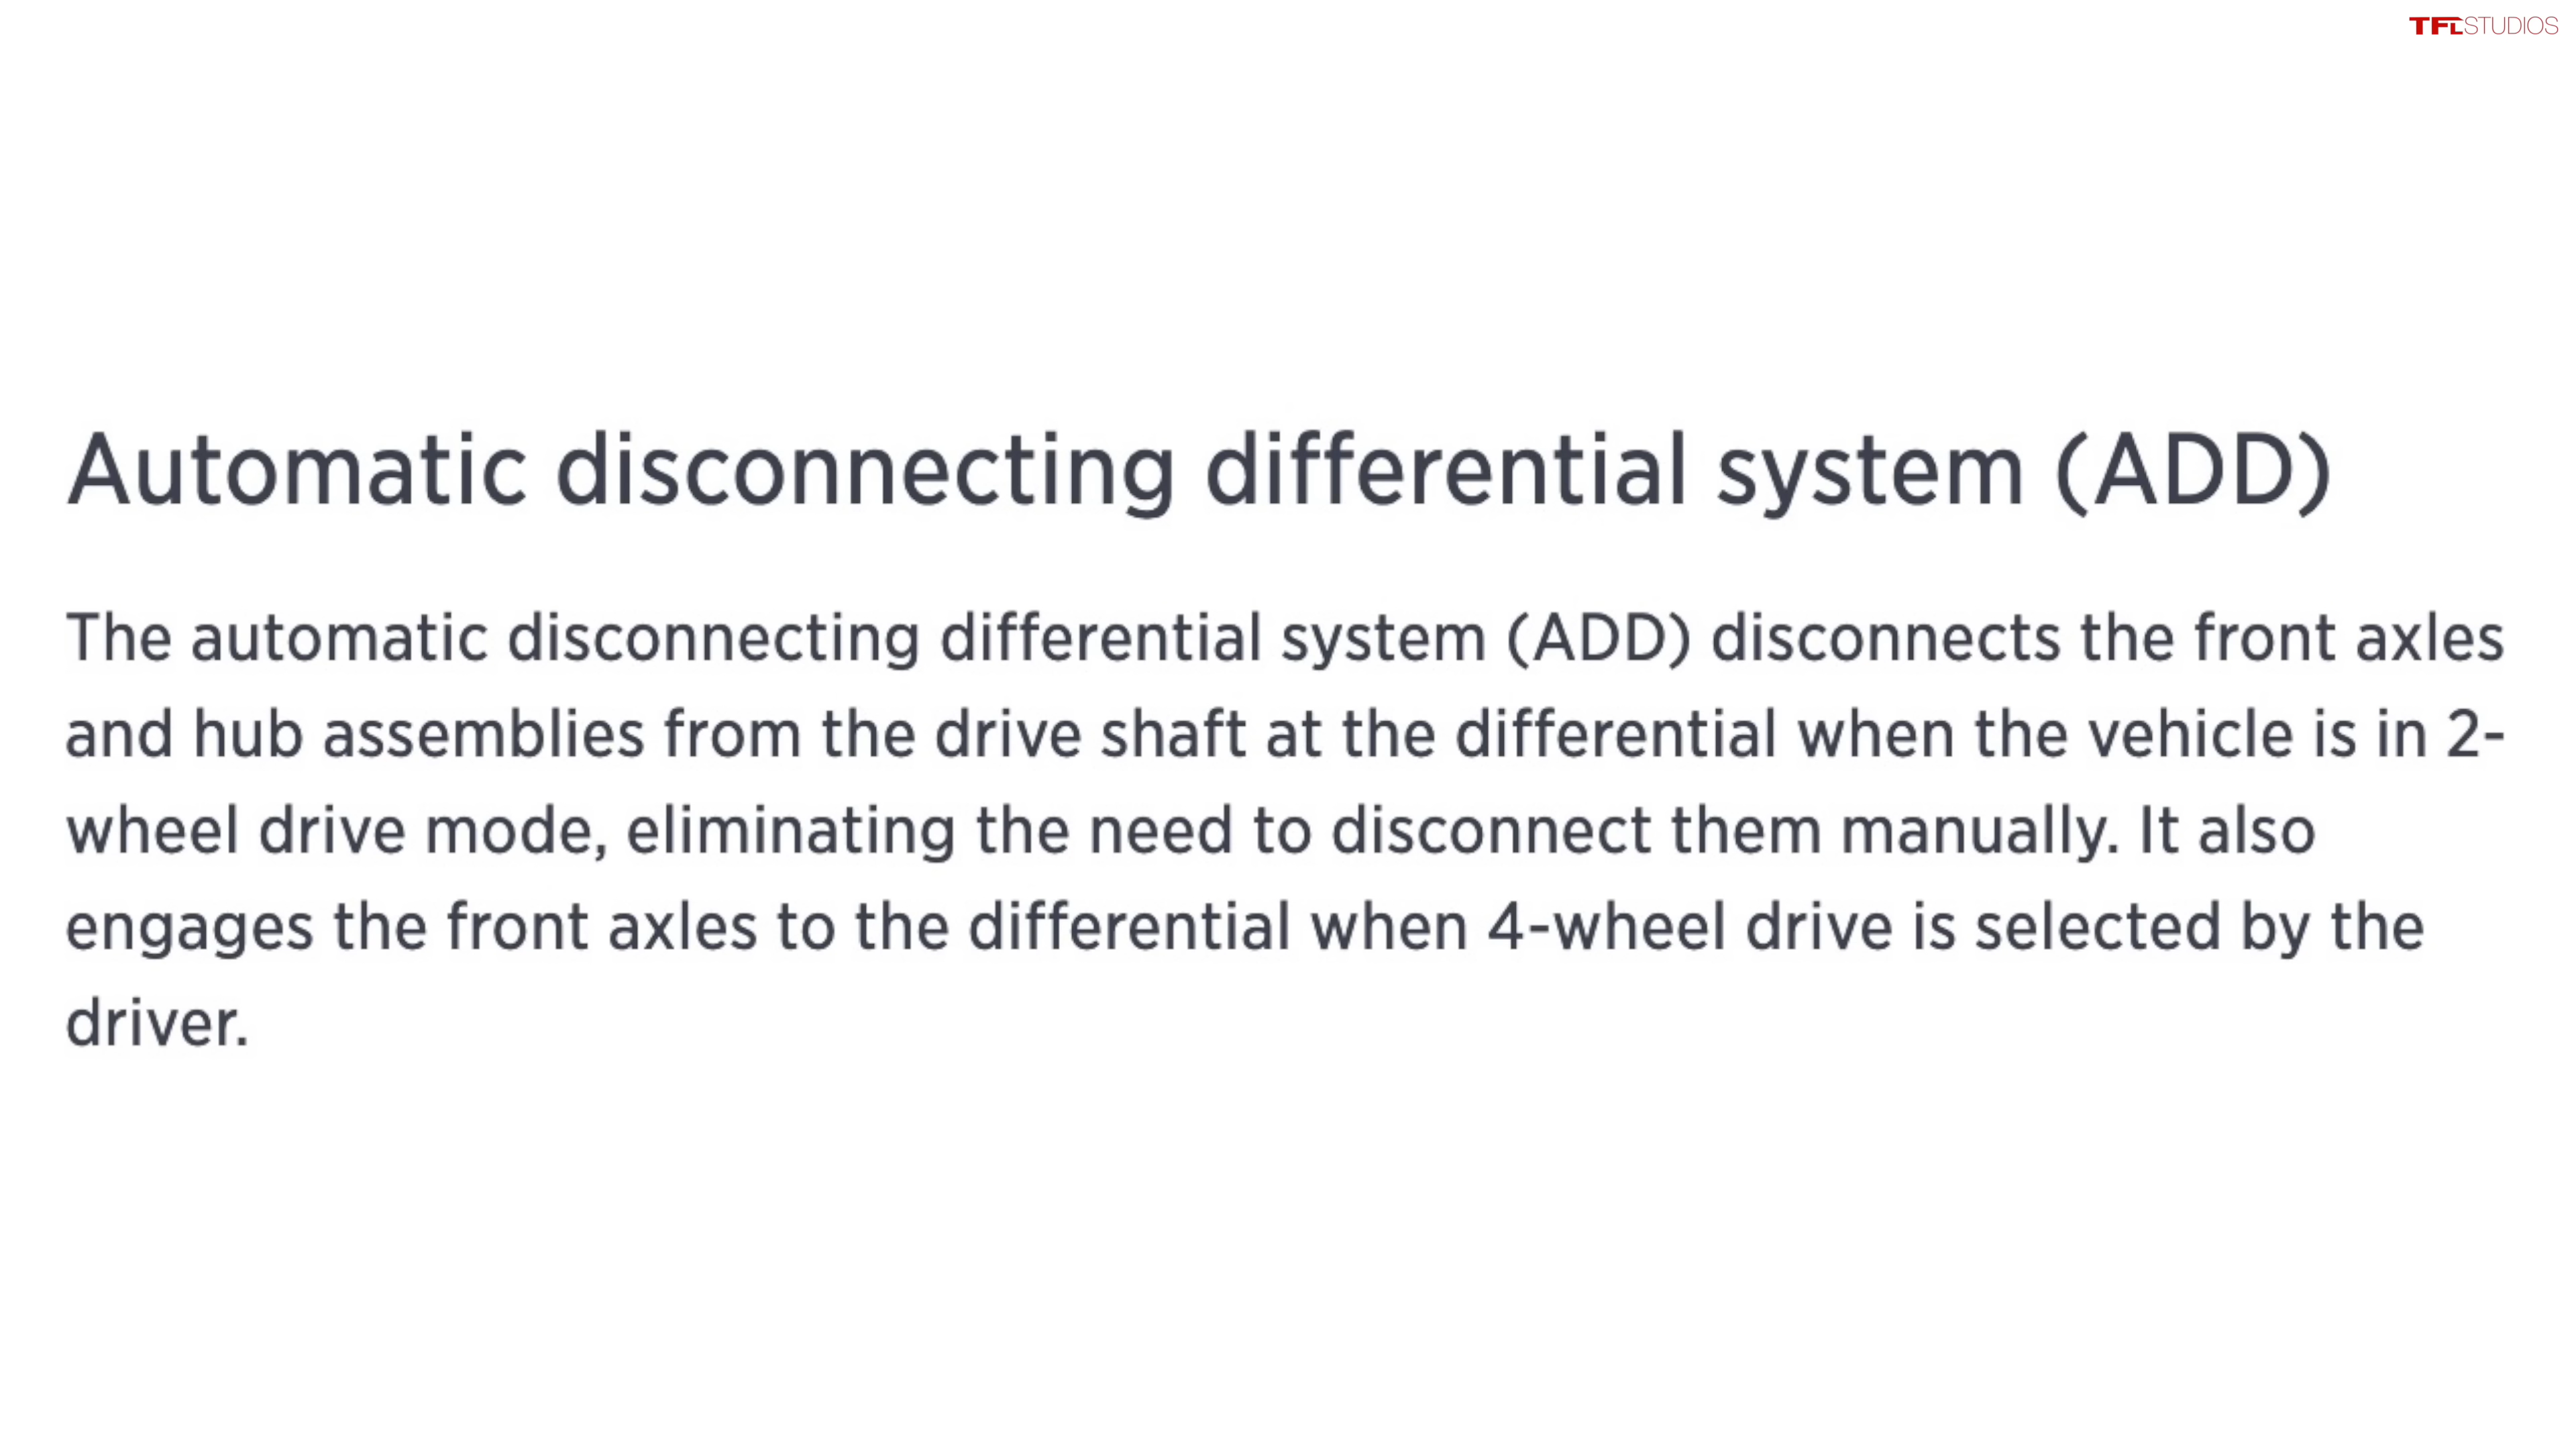 TFLSTUDIOS
Automatic disconnecting differential system (ADD)
The automatic disconnecting differential system (ADD) disconnects the front axles
and hub assemblies from the drive shaft at the differential when the vehicle is in 2-
wheel drive mode, eliminating the need to disconnect them manually. It also
engages the front axles to the differential when 4-wheel drive is selected by the
driver.